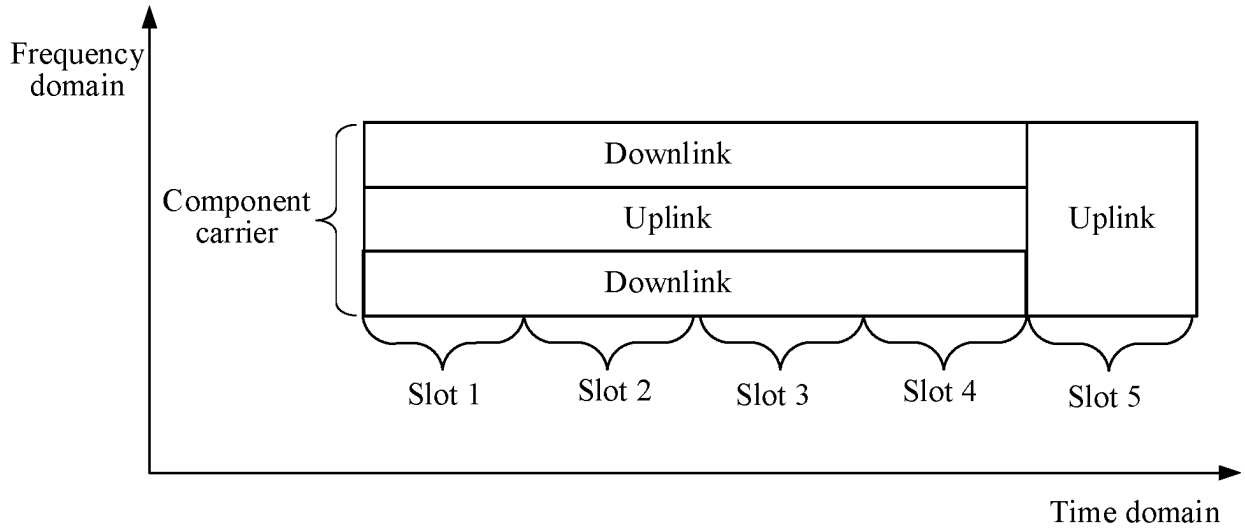 Frequency
domain
Downlink
Component
carrier
Uplink
Uplink
Downlink
Slot 1
Slot 2
Slot 3
Slot 4
Slot 5
Time domain